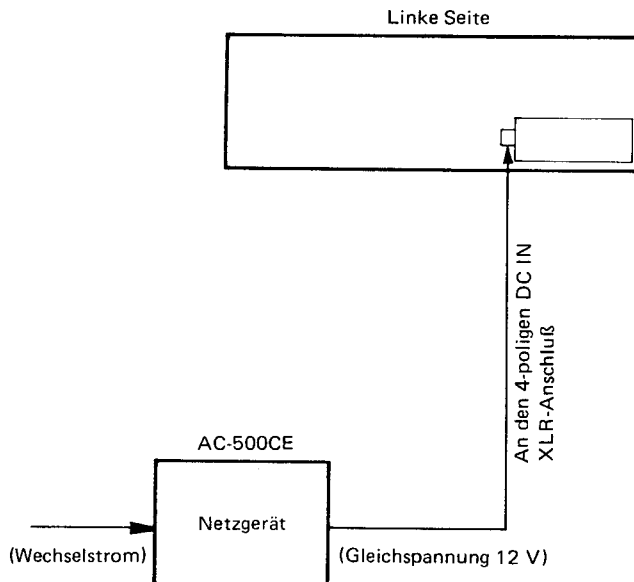 Linke Seite
An den 4-poligen DC IN
XLR-Anschluß
AC-500CE
Netzgerät
(Wechselstrom)
(Gleichspannung 12 V)